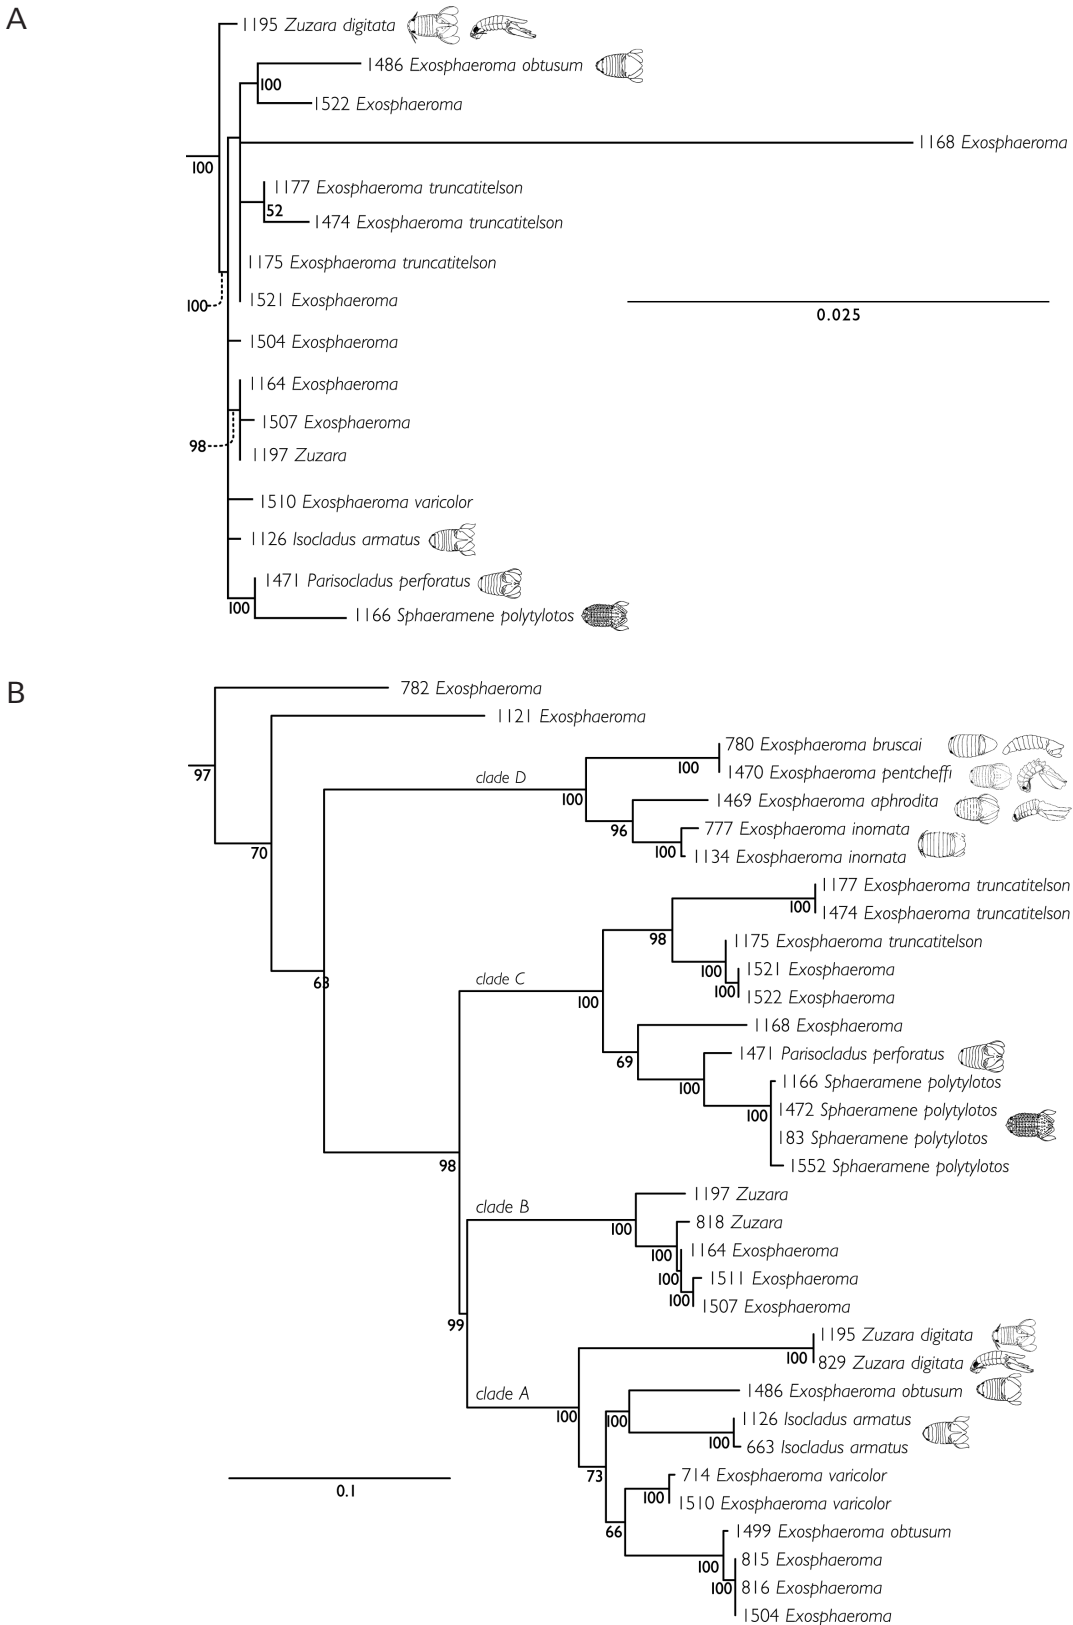 A
1195 Zuzara digitata
1486 Exosphaeroma obtusum
100
1522 Exosphaeroma
1168 Exosphaeroma
100
1177 Exosphaeroma truncatitelson
52
1474 Exosphaeroma truncatitelson
1175 Exosphaeroma truncatitelson
100
1521 Exosphaeroma
0.025
1504 Exosphaeroma
1164 Exosphaeroma
1507 Exosphaeroma
98
1197 Zuzara
1510 Exosphaeroma varicolor
1126 Isocladus armatus
1471 Parisocladus perforatus
100
1166 Sphaeramene polytylotos
B
782 Exosphaeroma
1121 Exosphaeroma
97
780 Exosphaeroma bruscai
100
1470 Exosphaeroma pentcheffi
clade D
100
1469 Exosphaeroma aphrodita
96
777 Exosphaeroma inornata
100
1134 Exosphaeroma inornata
70
1177 Exosphaeroma truncatitelson
100
1474 Exosphaeroma truncatitelson
98
1175 Exosphaeroma truncatitelson
100
1521 Exosphaeroma
100
1522 Exosphaeroma
63
clade C
100
1168 Exosphaeroma
69
1471 Parisocladus perforatus
100
1166 Sphaeramene polytylotos
100
1472 Sphaeramene polytylotos
183 Sphaeramene polytylotos
1552 Sphaeramene polytylotos
98
1197 Zuzara
clade B
100
818 Zuzara
100
1164 Exosphaeroma
100
1511 Exosphaeroma
100
1507 Exosphaeroma
99
1195 Zuzara digitata
100
829 Zuzara digitata
clade A
100
1486 Exosphaeroma obtusum
100
1126 Isocladus armatus
100
663 Isocladus armatus
73
714 Exosphaeroma varicolor
100
1510 Exosphaeroma varicolor
0.1
66
1499 Exosphaeroma obtusum
100
815 Exosphaeroma
100
816 Exosphaeroma
1504 Exosphaeroma